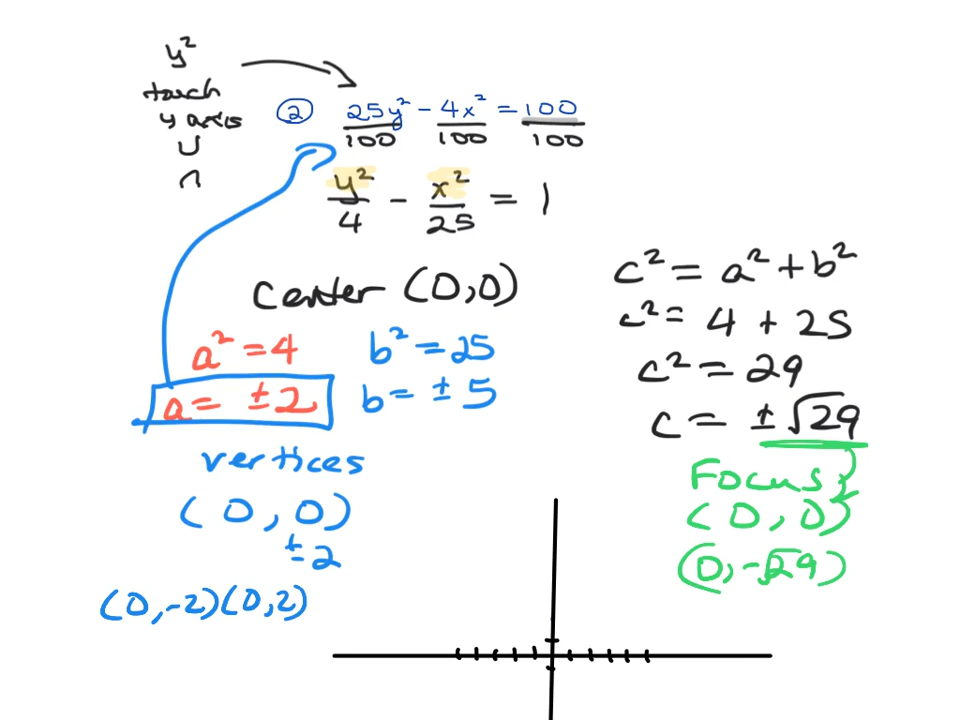 y²
touch
y axis
∪
∩
② 25y²/100 - 4x²/100 = 100/100
y²/4 - x²/25 = 1
center (0,0)
a² = 4
a = ±2
b² = 25
b = ±5
vertices
(0, 0)
±2
(0,-2)(0,2)
c² = a² + b²
c² = 4 + 25
c² = 29
c = ±√29
Focus
(0, 0)
(0, -√29)